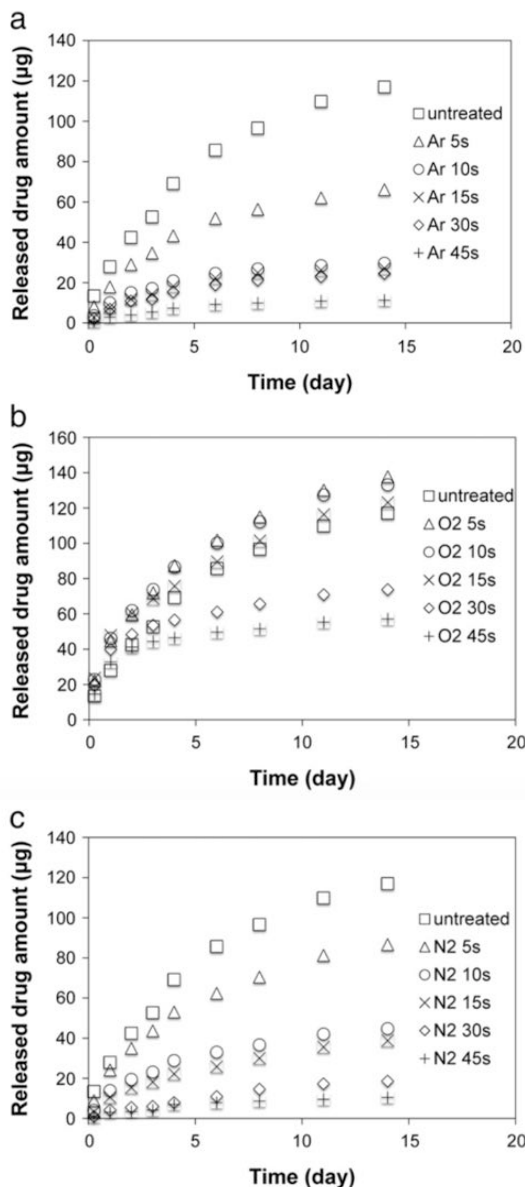 a
Released drug amount (µg)
140
120
100
80
60
40
20
0
0
5
10
15
20
Time (day)
untreated
Ar 5s
Ar 10s
Ar 15s
Ar 30s
Ar 45s
b
Released drug amount (µg)
160
140
120
100
80
60
40
20
0
0
5
10
15
20
Time (day)
untreated
O2 5s
O2 10s
O2 15s
O2 30s
O2 45s
c
Released drug amount (µg)
140
120
100
80
60
40
20
0
0
5
10
15
20
Time (day)
untreated
N2 5s
N2 10s
N2 15s
N2 30s
N2 45s